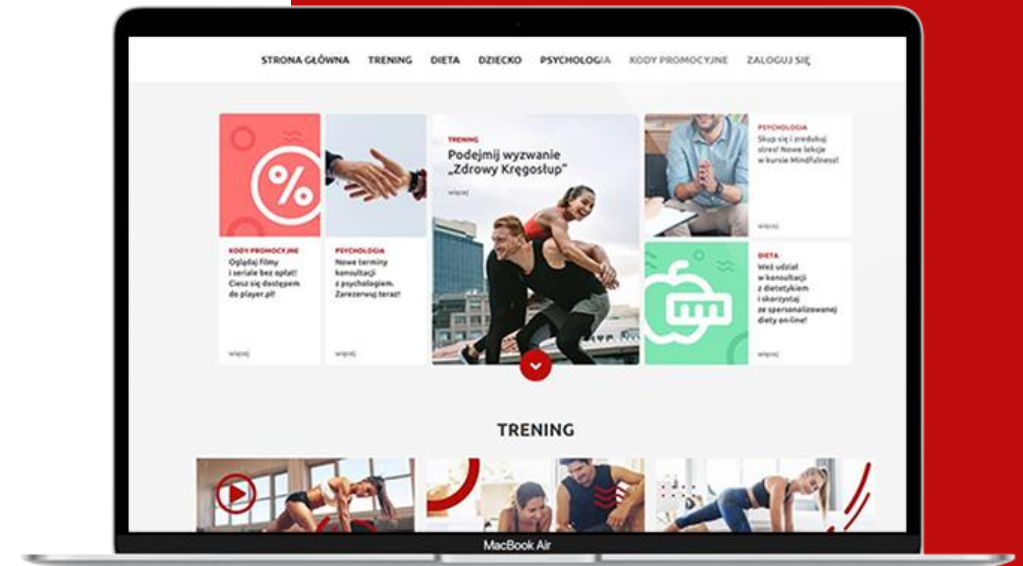 STRONA GŁÓWNA TRENING DIETA DZIECKO PSYCHOLOGIA KODY PROMOCYJNE ZALOGUJ SIĘ
%
KODY PROMOCYJNE
Oglądaj filmy
i seriale bez opłat!
Ciesz się dostępem
do player.pl!
więcej
PSYCHOLOGIA
Nowe terminy
konsultacji
z psychologiem.
Zarezerwuj teraz!
więcej
TRENING
Podejmij wyzwanie
„Zdrowy Kręgosłup”
więcej
PSYCHOLOGIA
Skup się i zredukuj
stres! Nowe lekcje
w kursie Mindfulness!
więcej
DIETA
Weź udział
w konsultacji
z dietetykiem
i skorzystaj
ze spersonalizowanej
diety on-line!
więcej
TRENING
MacBook Air